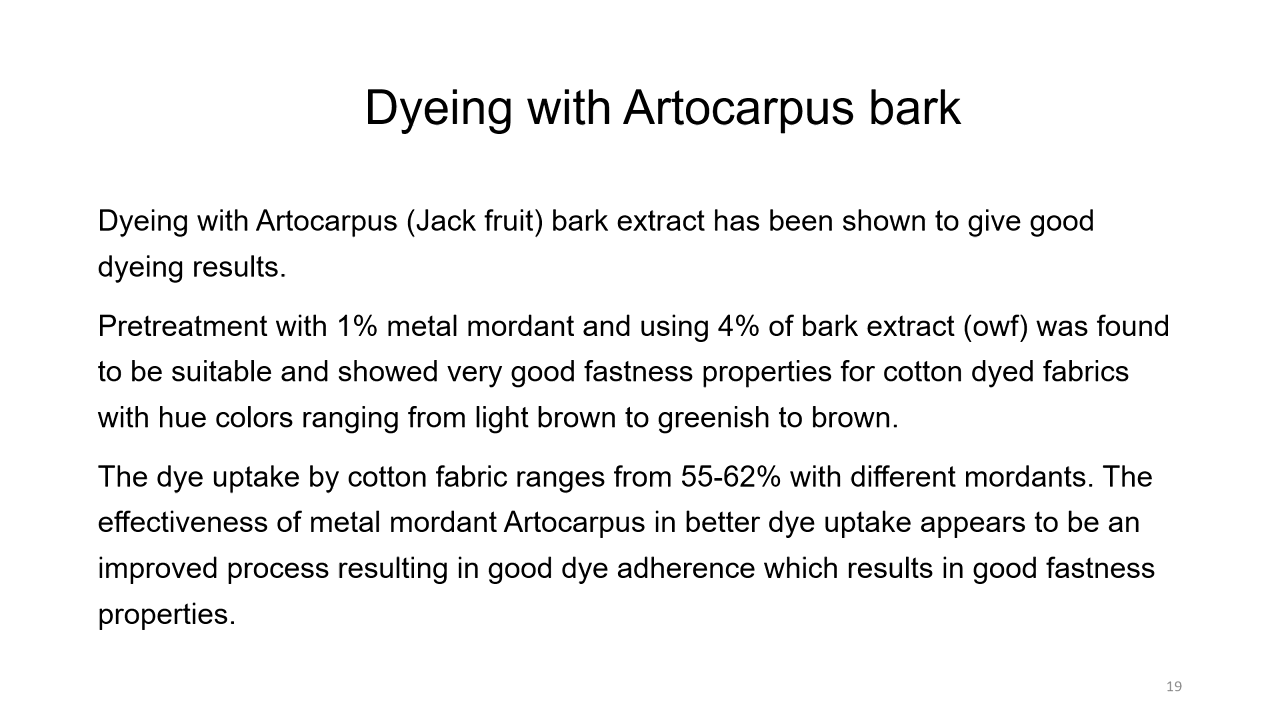 Dyeing with Artocarpus bark
Dyeing with Artocarpus (Jack fruit) bark extract has been shown to give good
dyeing results.
Pretreatment with 1% metal mordant and using 4% of bark extract (owf) was found
to be suitable and showed very good fastness properties for cotton dyed fabrics
with hue colors ranging from light brown to greenish to brown.
The dye uptake by cotton fabric ranges from 55-62% with different mordants. The
effectiveness of metal mordant Artocarpus in better dye uptake appears to be an
improved process resulting in good dye adherence which results in good fastness
properties.
19